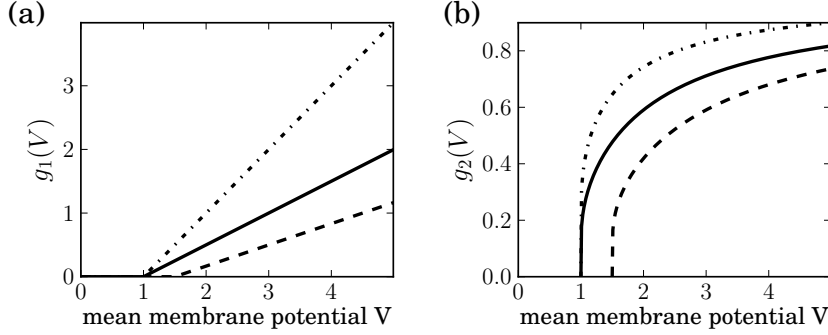 (a)
g₁(V)
3
2
1
0
0 1 2 3 4
mean membrane potential V
(b)
g₂(V)
0.8
0.6
0.4
0.2
0.0
0 1 2 3 4
mean membrane potential V